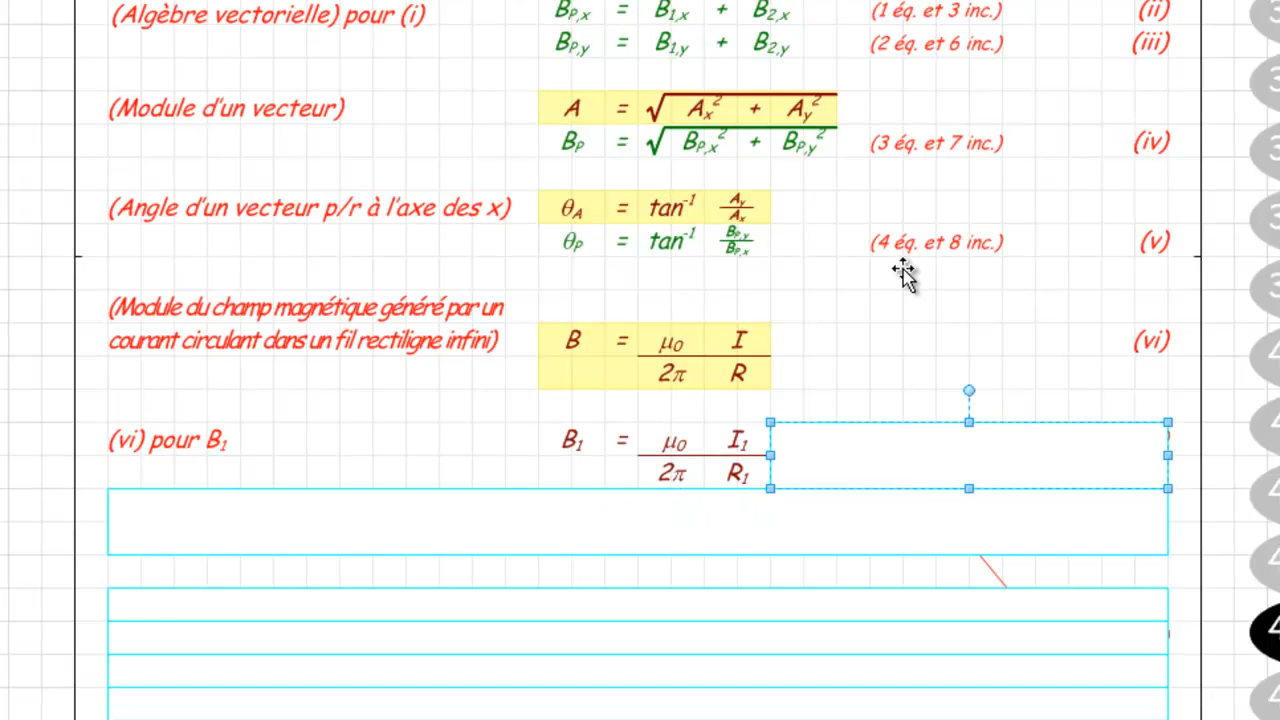 (Algèbre vectorielle) pour (i) B_P,x = B_1,x + B_2,x (1 éq. et 3 inc.) (ii)
B_P,y = B_1,y + B_2,y (2 éq. et 6 inc.) (iii)
(Module d'un vecteur) A = √ A_x² + A_y²
B_P = √ B_P,x² + B_P,y² (3 éq. et 7 inc.) (iv)
(Angle d'un vecteur p/r à l'axe des x) θ_A = tan⁻¹ A_y/A_x
θ_P = tan⁻¹ B_P,y/B_P,x (4 éq. et 8 inc.) (v)
(Module du champ magnétique généré par un
courant circulant dans un fil rectiligne infini) B = μ₀ I (vi)
2π R
(vi) pour B₁ B₁ = μ₀ I₁
2π R₁